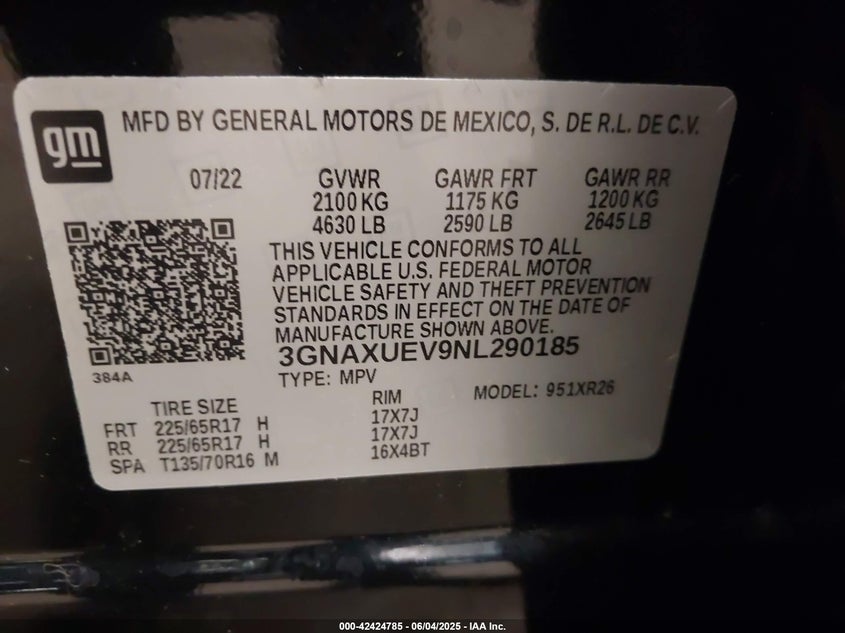 gm
MFD BY GENERAL MOTORS DE MEXICO, S. DE R.L. DE C.V.
07/22 GVWR GAWR FRT GAWR RR
2100 KG 1175 KG 1200 KG
4630 LB 2590 LB 2645 LB
THIS VEHICLE CONFORMS TO ALL
APPLICABLE U.S. FEDERAL MOTOR
VEHICLE SAFETY AND THEFT PREVENTION
STANDARDS IN EFFECT ON THE DATE OF
MANUFACTURE SHOWN ABOVE.
3GNAXUEV9NL290185
384A
TYPE: MPV
MODEL: 951XR26
TIRE SIZE RIM
FRT 225/65R17 H 17X7J
RR 225/65R17 H 17X7J
SPA T135/70R16 M 16X4BT
000-42424785 - 06/04/2025 - IAA Inc.